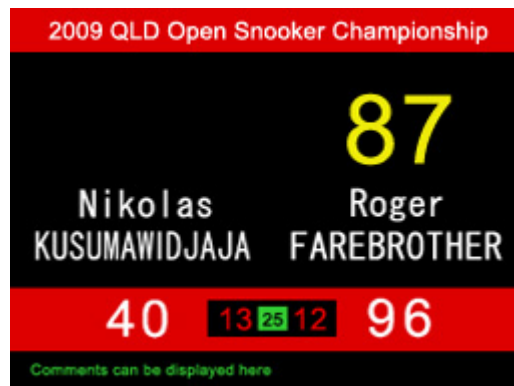 2009 QLD Open Snooker Championship
87
Nikolas Roger
KUSUMAWIDJAJA FAREBROTHER
40 13 25 12 96
Comments can be displayed here